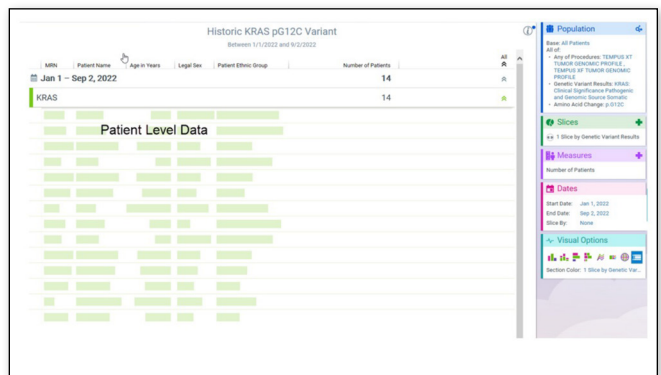 Historic KRAS pG12C Variant
Between 1/1/2022 and 9/2/2022
MRN Patient Name Age in Years Legal Sex Patient Ethnic Group Number of Patients All
Jan 1 – Sep 2, 2022 14
KRAS 14
Patient Level Data
Population
Base: All Patients
All of:
• Any of Procedures: TEMPUS XT
TUMOR GENOMIC PROFILE ,
TEMPUS XF TUMOR GENOMIC
PROFILE
• Genetic Variant Results: KRAS:
Clinical Significance Pathogenic
and Genomic Source Somatic
• Amino Acid Change: p.G12C
Slices
1 Slice by Genetic Variant Results
Measures
Number of Patients
Dates
Start Date: Jan 1, 2022
End Date: Sep 2, 2022
Slice By: None
Visual Options
Section Color: 1 Slice by Genetic Var...